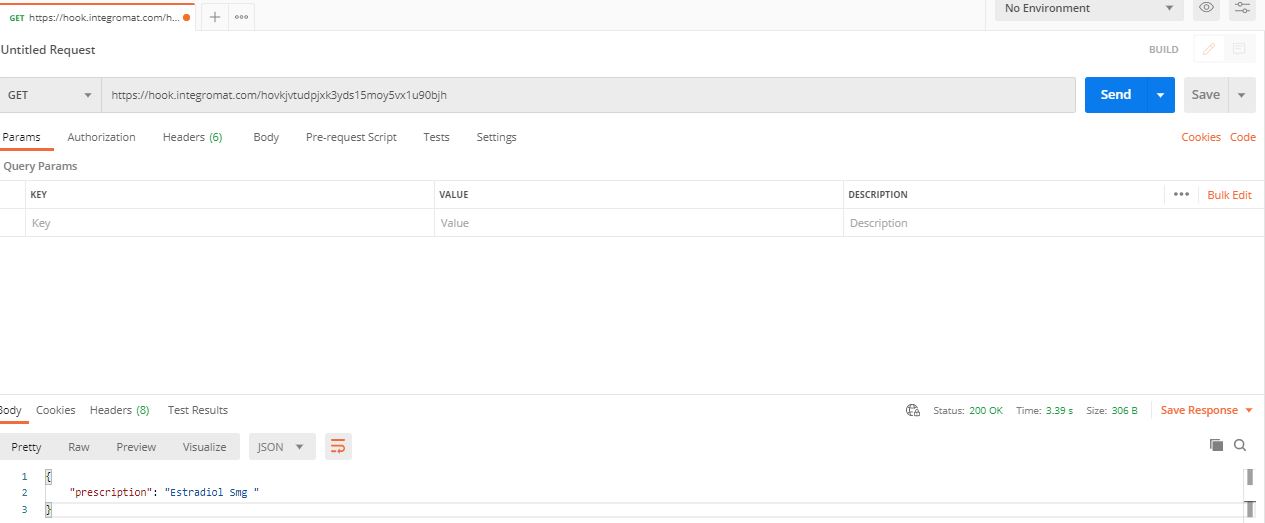 GET https://hook.integromat.com/h...
No Environment
Untitled Request
BUILD
GET https://hook.integromat.com/hovkjvtudpjxk3yds15moy5vx1u90bjh Send Save
Params Authorization Headers (6) Body Pre-request Script Tests Settings Cookies Code
Query Params
KEY VALUE DESCRIPTION Bulk Edit
Key Value Description
Body Cookies Headers (8) Test Results Status: 200 OK Time: 3.39 s Size: 306 B Save Response
Pretty Raw Preview Visualize JSON
1 {
2 "prescription": "Estradiol Smg "
3 }